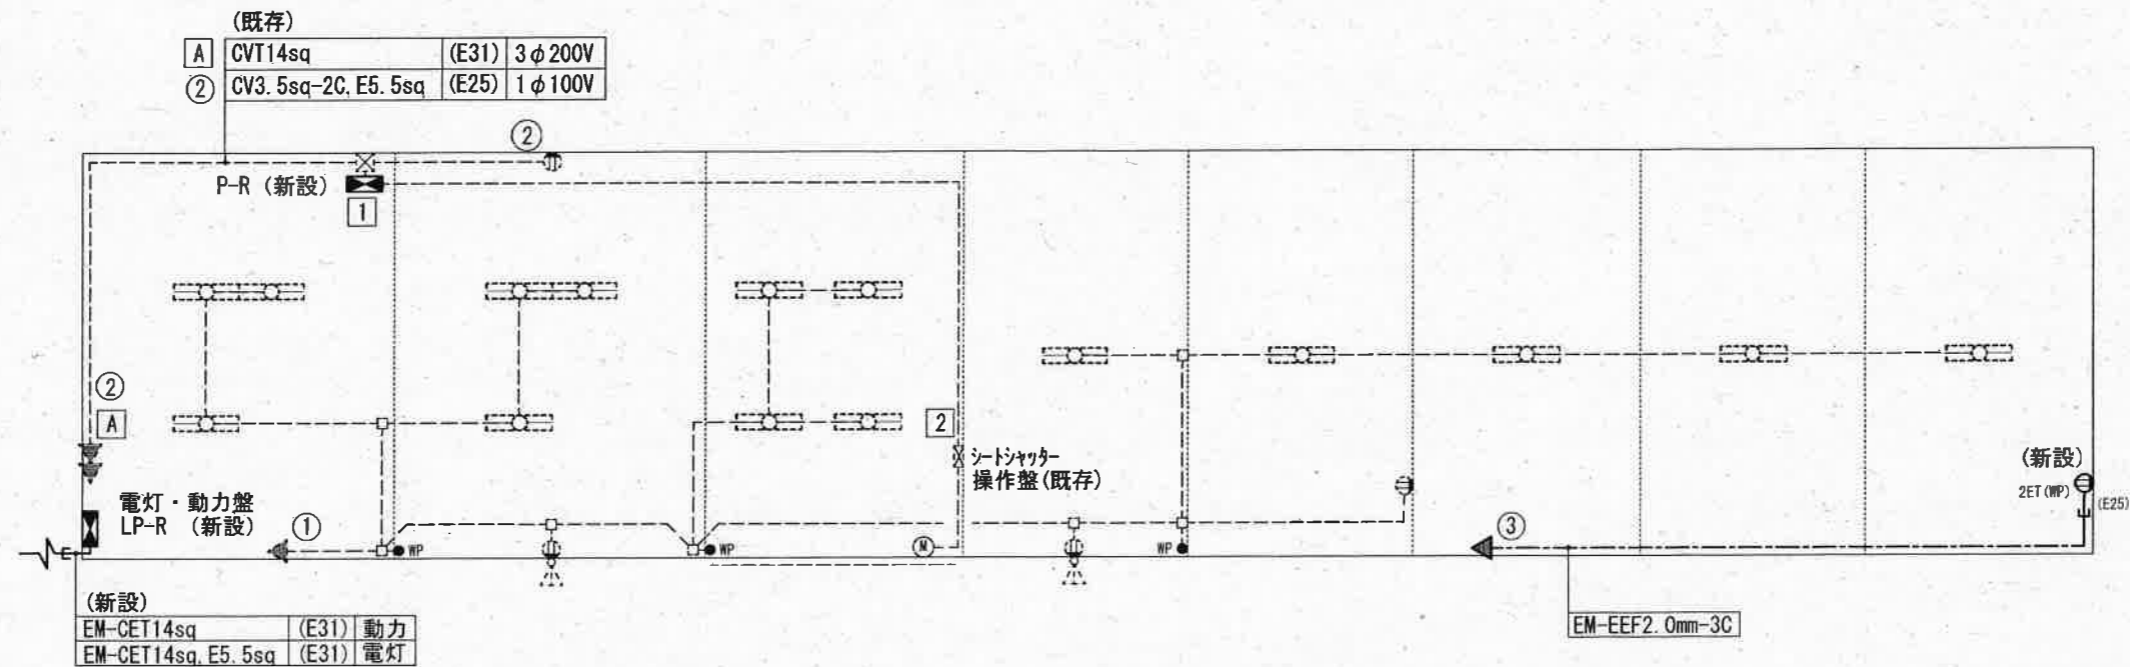 (既存)
A CVT14sq (E31) 3φ200V
② CV3.5sq-2C,E5.5sq (E25) 1φ100V
②
P-R (新設)
1
②
A
2
シートシャッター
操作盤(既存)
(新設)
2ET(WP)
(E25)
電灯・動力盤
LP-R (新設)
①
③
E
WP
WP
M
WP
(新設)
EM-CET14sq (E31) 動力
EM-CET14sq,E5.5sq (E31) 電灯
EM-EEF2.0mm-3C